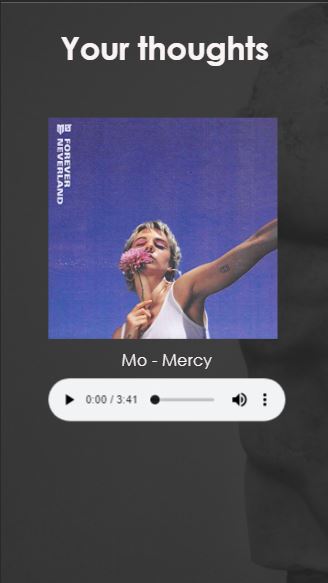 Your thoughts
MØ
FOREVER
NEVERLAND
Mo - Mercy
0:00 / 3:41